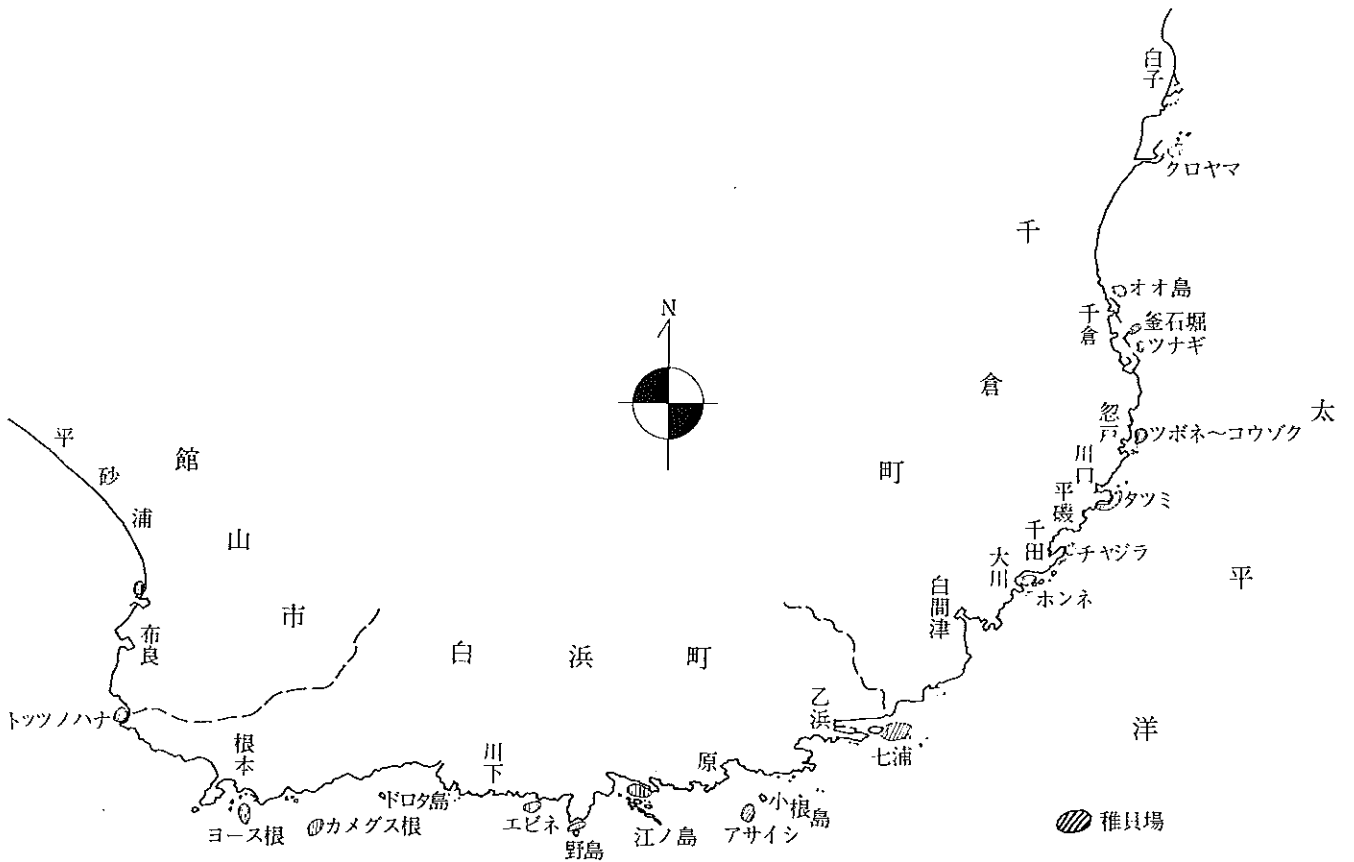 白子
クロヤマ
千倉町
オオ島
千倉
釜石堀
ツナギ
N
忽戸
ツボネ～コウゾク
川口
タツミ
平磯
千田
チャジラ
大川
ホンネ
白間津
太平洋
平砂浦
館山市
布良
白浜町
トッツノハナ
乙浜
七浦
根本
川下
原
ヨース根
カメグス根
ドロタ島
エビネ
野島
江ノ島
アサイシ
小根島
稚貝場